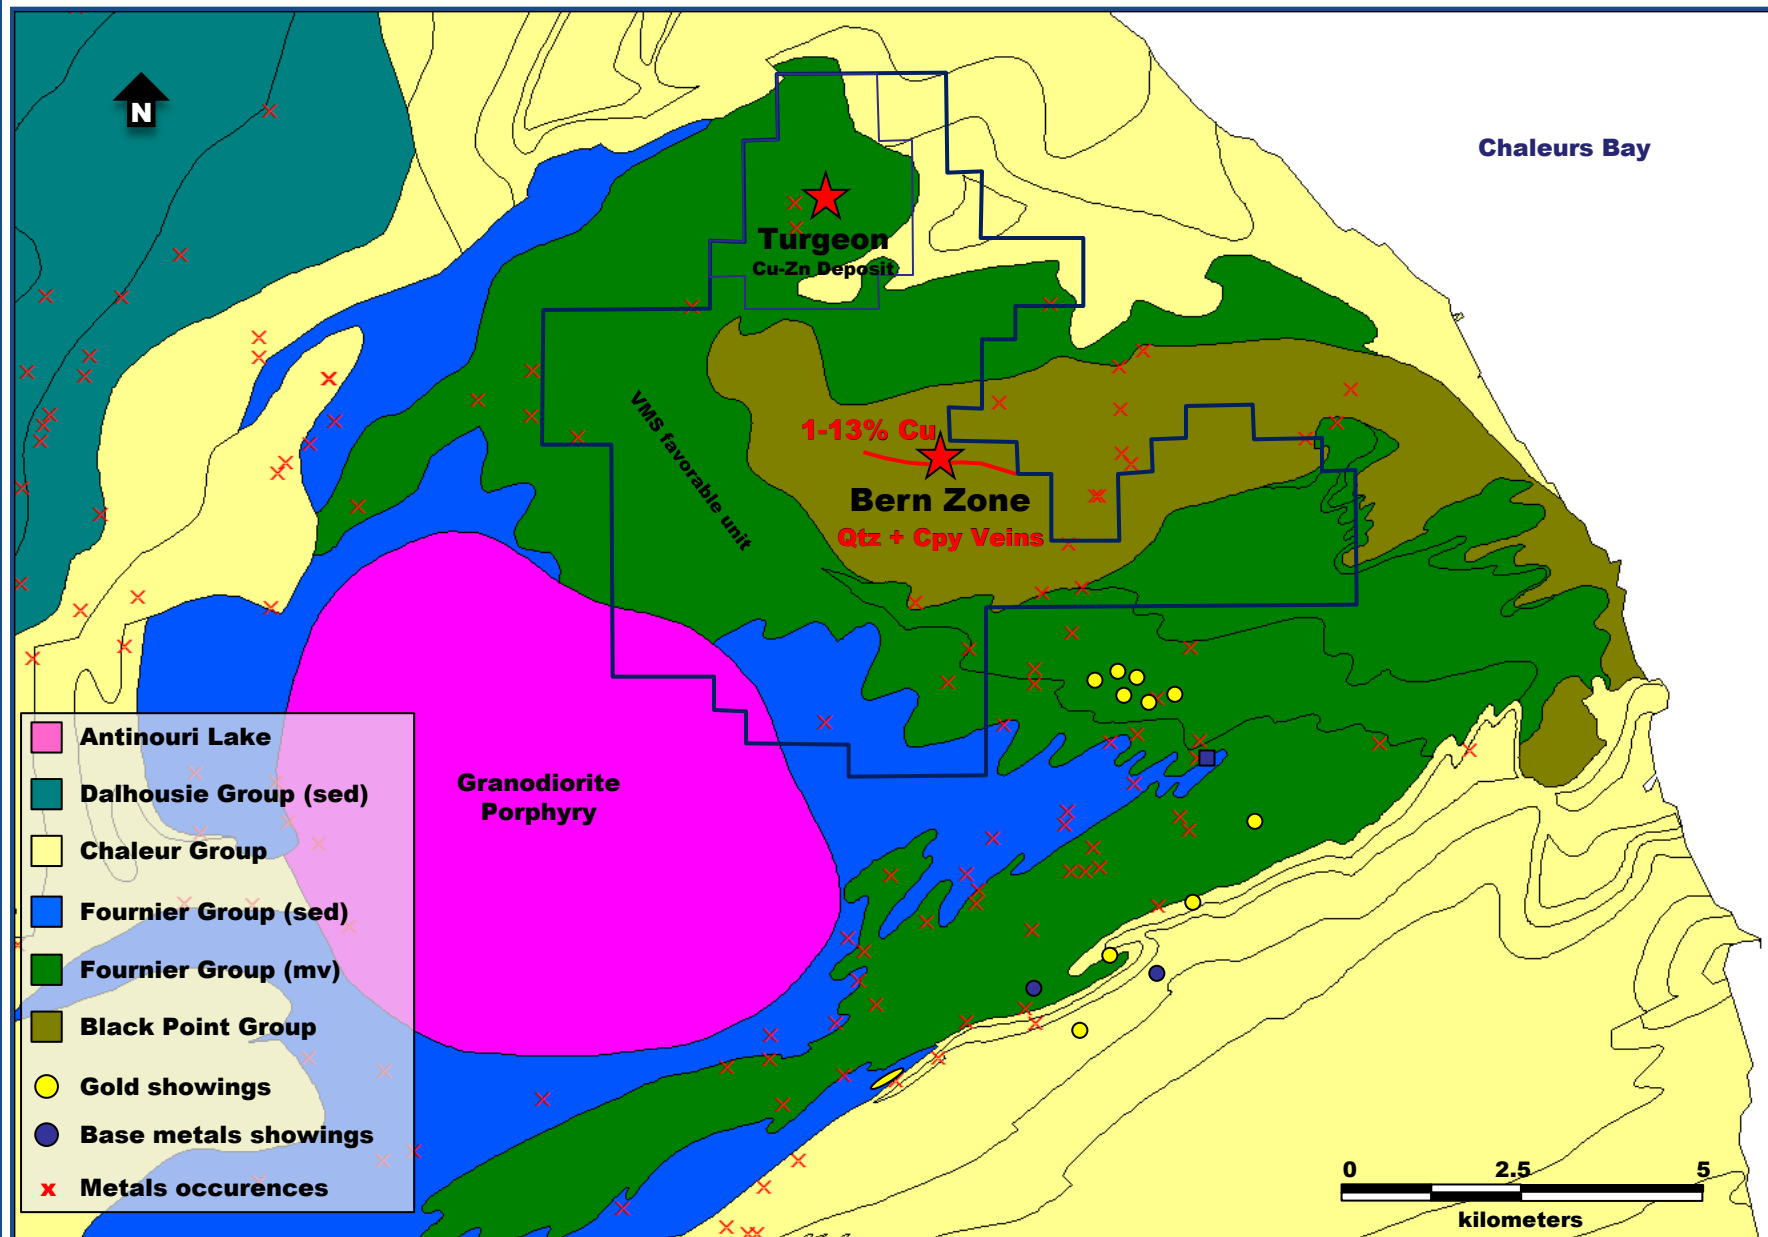 N
Chaleurs Bay
Turgeon
Cu-Zn Deposit
VMS favorable unit
1-13% Cu
Bern Zone
Qtz + Cpy Veins
Granodiorite
Porphyry
Antinouri Lake
Dalhousie Group (sed)
Chaleur Group
Fournier Group (sed)
Fournier Group (mv)
Black Point Group
Gold showings
Base metals showings
x Metals occurences
0 2.5 5
kilometers